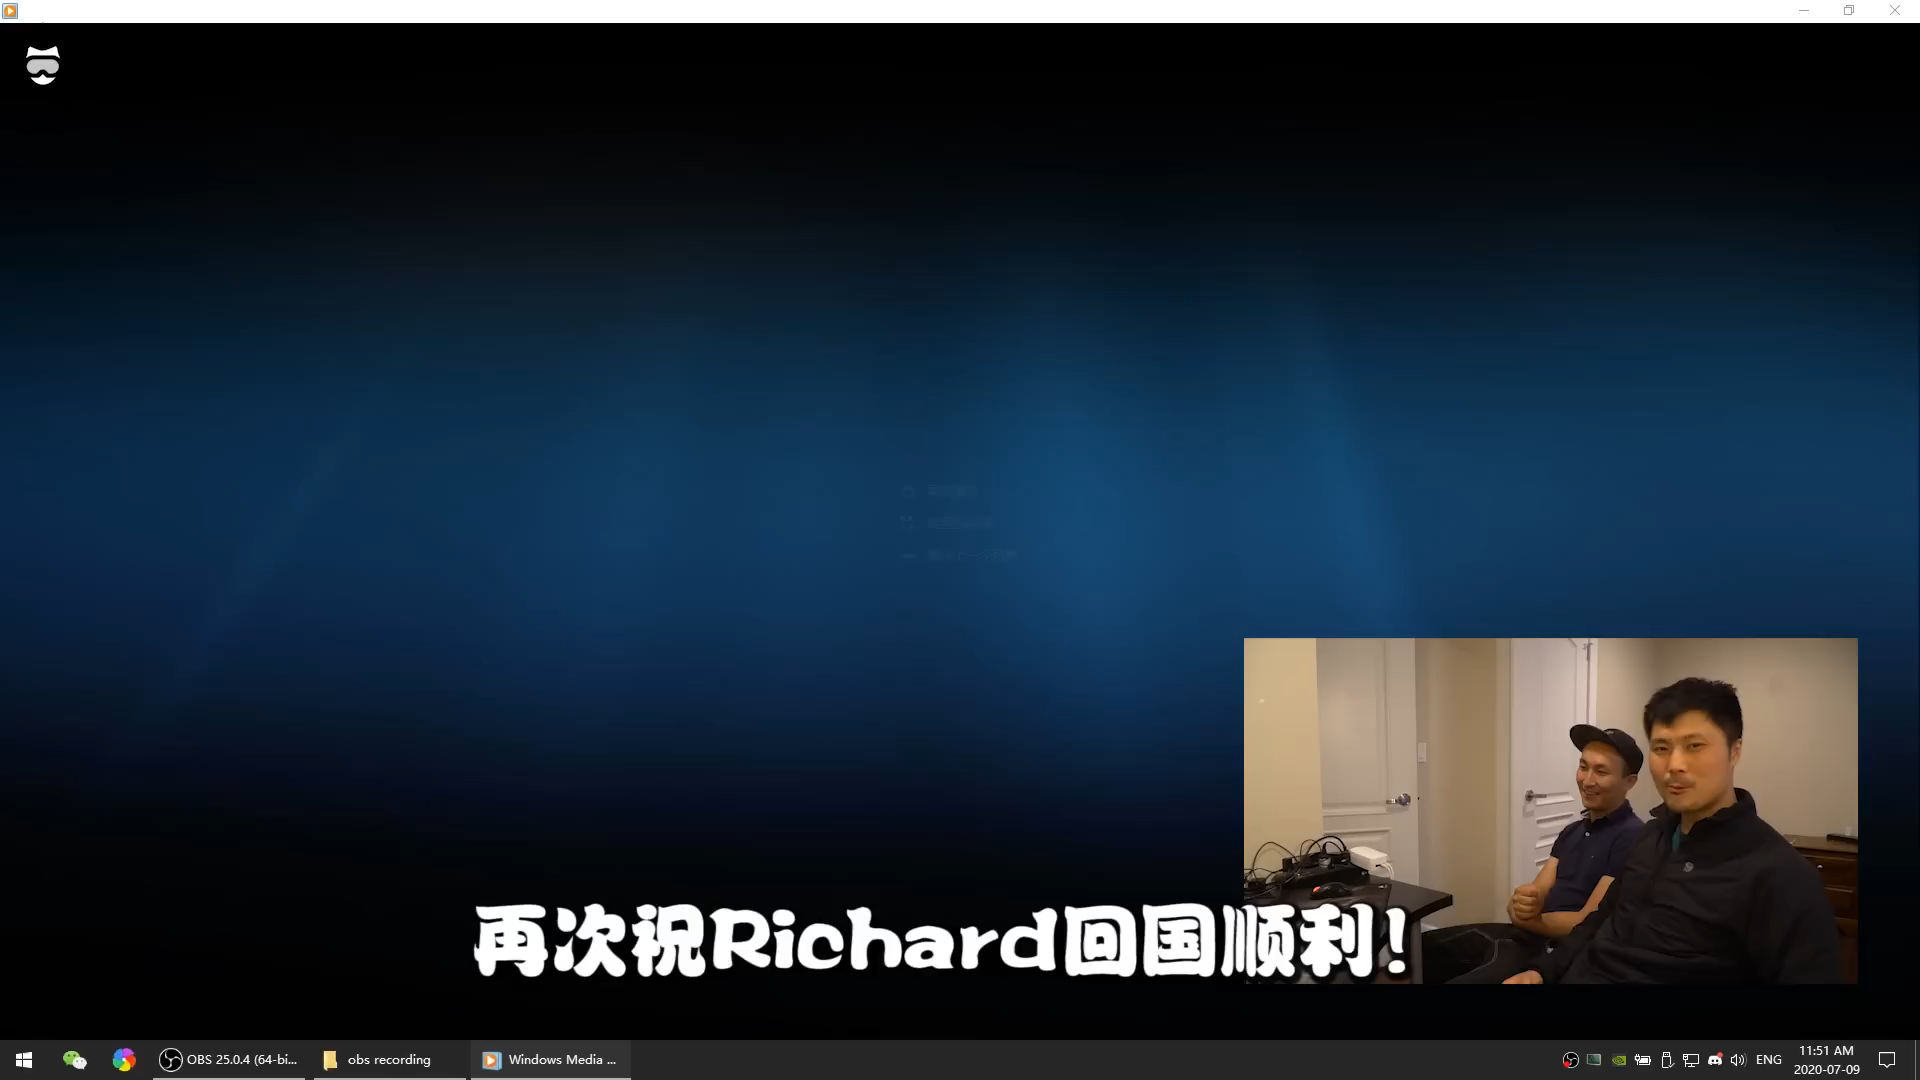 再次祝Richard回国顺利!
OBS 25.0.4 (64-bi...
obs recording
Windows Media ...
ENG
11:51 AM
2020-07-09